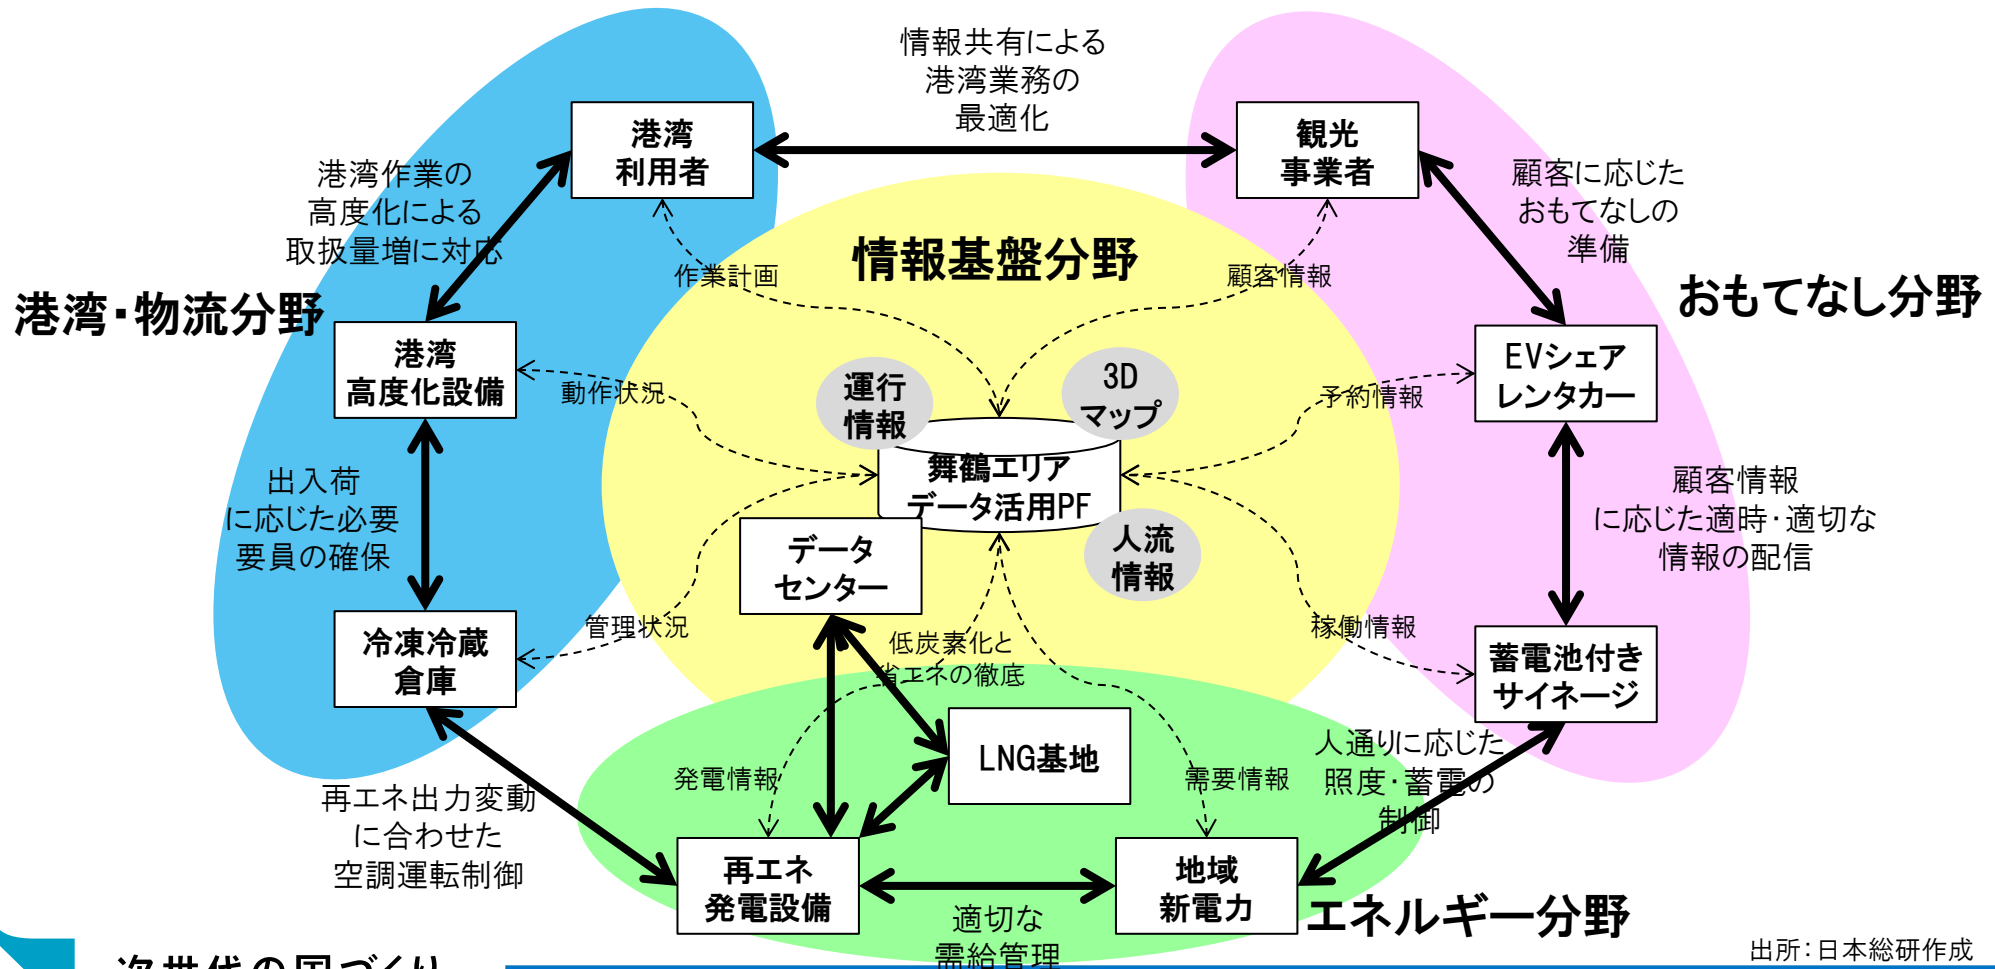 情報共有による
港湾業務の
最適化
港湾
利用者
観光
事業者
港湾作業の
高度化による
取扱量増に対応
顧客に応じた
おもてなしの
準備
情報基盤分野
作業計画
顧客情報
港湾・物流分野
おもてなし分野
港湾
高度化設備
動作状況
運行
情報
3D
マップ
予約情報
EVシェア
レンタカー
舞鶴エリア
データ活用PF
出入荷
に応じた必要
要員の確保
データ
センター
人流
情報
顧客情報
に応じた適時・適切な
情報の配信
冷凍冷蔵
倉庫
管理状況
低炭素化と
省エネの徹底
稼働情報
蓄電池付き
サイネージ
発電情報
LNG基地
需要情報
人通りに応じた
照度・蓄電の
制御
再エネ出力変動
に合わせた
空調運転制御
再エネ
発電設備
地域
新電力
適切な
需給管理
エネルギー分野
次世代の国づくり
出所：日本総研作成